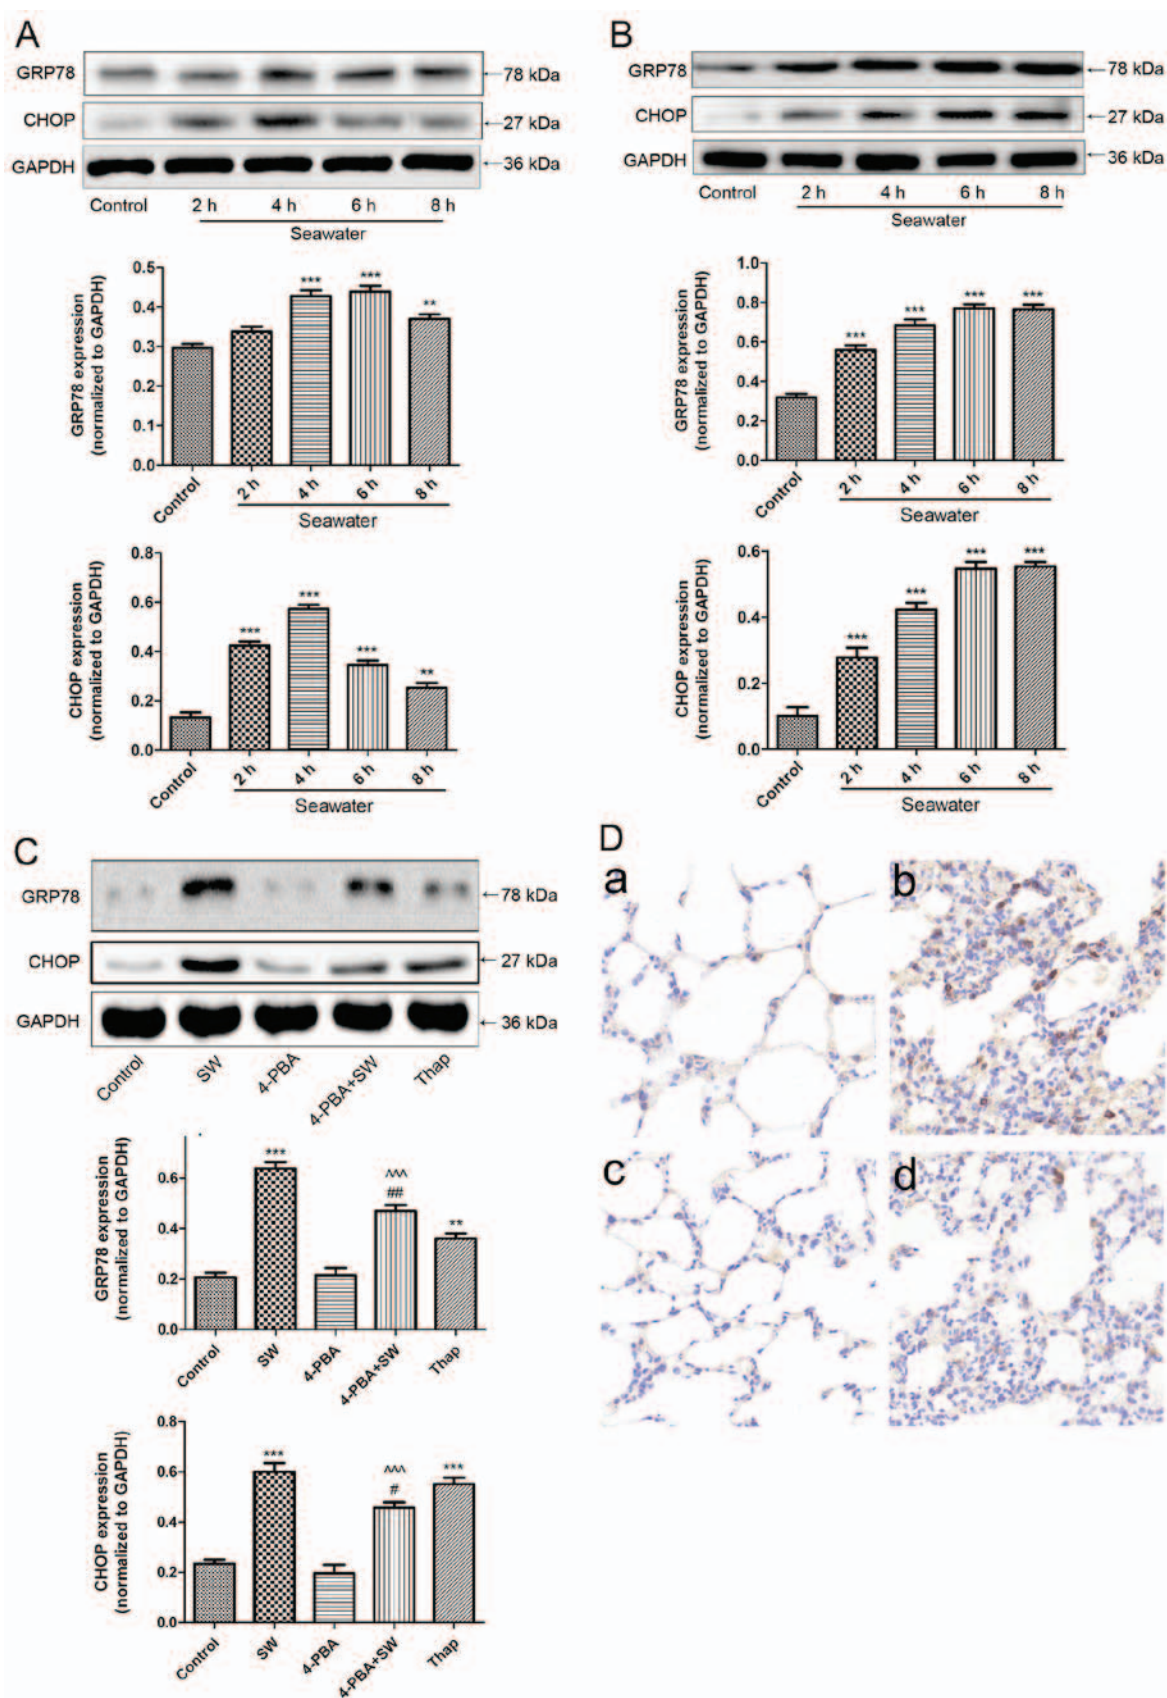 A
GRP78
←78 kDa
CHOP
←27 kDa
GAPDH
←36 kDa
Control 2 h 4 h 6 h 8 h
Seawater
GRP78 expression
(normalized to GAPDH)
0.5
0.4
0.3
0.2
0.1
0.0
*** *** **
Control 2 h 4 h 6 h 8 h
Seawater
CHOP expression
(normalized to GAPDH)
0.8
0.6
0.4
0.2
0.0
*** *** *** **
Control 2 h 4 h 6 h 8 h
Seawater
B
GRP78
←78 kDa
CHOP
←27 kDa
GAPDH
←36 kDa
Control 2 h 4 h 6 h 8 h
Seawater
GRP78 expression
(normalized to GAPDH)
1.0
0.8
0.6
0.4
0.2
0.0
*** *** *** ***
Control 2 h 4 h 6 h 8 h
Seawater
CHOP expression
(normalized to GAPDH)
0.6
0.4
0.2
0.0
*** *** *** ***
Control 2 h 4 h 6 h 8 h
Seawater
C
GRP78
←78 kDa
CHOP
←27 kDa
GAPDH
←36 kDa
Control SW 4-PBA 4-PBA+SW Thap
GRP78 expression
(normalized to GAPDH)
0.6
0.4
0.2
0.0
*** ^^^ **
##
Control SW 4-PBA 4-PBA+SW Thap
CHOP expression
(normalized to GAPDH)
0.8
0.6
0.4
0.2
0.0
*** ^^^ ***
#
Control SW 4-PBA 4-PBA+SW Thap
D
a b
c d